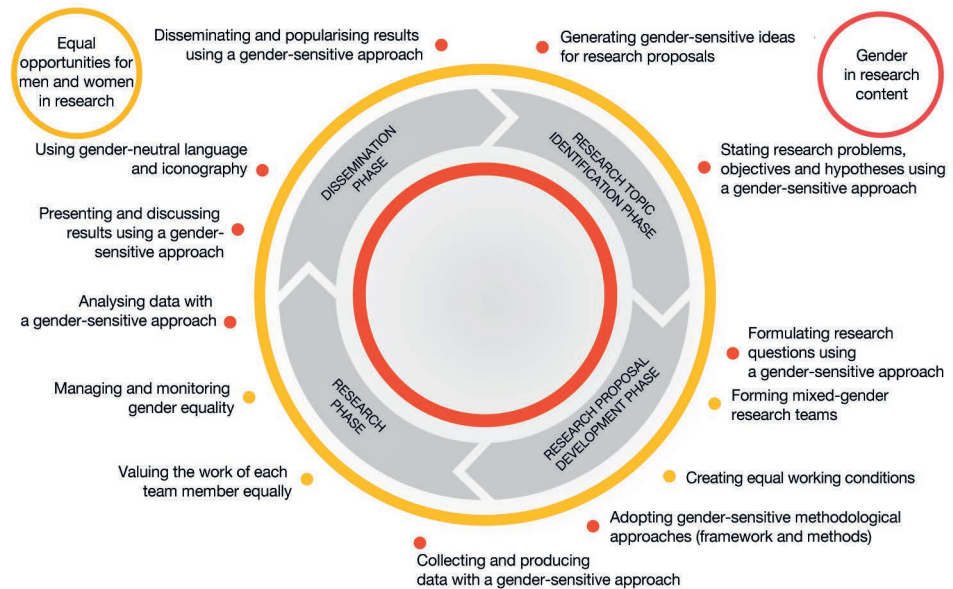 Equal
opportunities for
men and women
in research
Disseminating and popularising results
using a gender-sensitive approach
Generating gender-sensitive ideas
for research proposals
Gender
in research
content
Using gender-neutral language
and iconography
DISSEMINATION
PHASE
RESEARCH TOPIC
IDENTIFICATION PHASE
Stating research problems,
objectives and hypotheses using
a gender-sensitive approach
Presenting and discussing
results using a gender-
sensitive approach
Analysing data with
a gender-sensitive approach
Formulating research
questions using
a gender-sensitive approach
Managing and monitoring
gender equality
RESEARCH
PHASE
RESEARCH PROPOSAL
DEVELOPMENT PHASE
Forming mixed-gender
research teams
Valuing the work of each
team member equally
Creating equal working conditions
Adopting gender-sensitive methodological
approaches (framework and methods)
Collecting and producing
data with a gender-sensitive approach